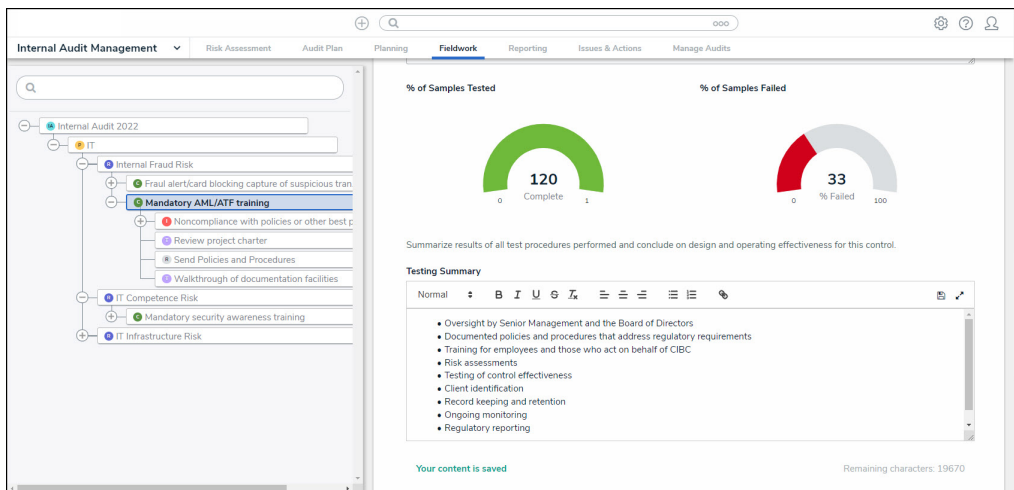 Internal Audit Management
Risk Assessment
Audit Plan
Planning
Fieldwork
Reporting
Issues & Actions
Manage Audits
IA Internal Audit 2022
P IT
R Internal Fraud Risk
C Fraul alert/card blocking capture of suspicious tran
C Mandatory AML/ATF training
I Noncompliance with policies or other best p
Review project charter
R Send Policies and Procedures
Walkthrough of documentation facilities
R IT Competence Risk
C Mandatory security awareness training
R IT Infrastructure Risk
% of Samples Tested
120
0 Complete 1
% of Samples Failed
33
0 % Failed 100
Summarize results of all test procedures performed and conclude on design and operating effectiveness for this control.
Testing Summary
Normal B I U S Tx
• Oversight by Senior Management and the Board of Directors
• Documented policies and procedures that address regulatory requirements
• Training for employees and those who act on behalf of CIBC
• Risk assessments
• Testing of control effectiveness
• Client identification
• Record keeping and retention
• Ongoing monitoring
• Regulatory reporting
Your content is saved
Remaining characters: 19670